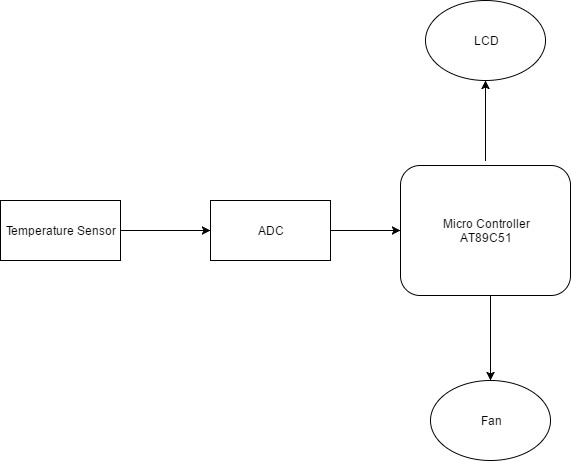 LCD
Temperature Sensor
ADC
Micro Controller
AT89C51
Fan